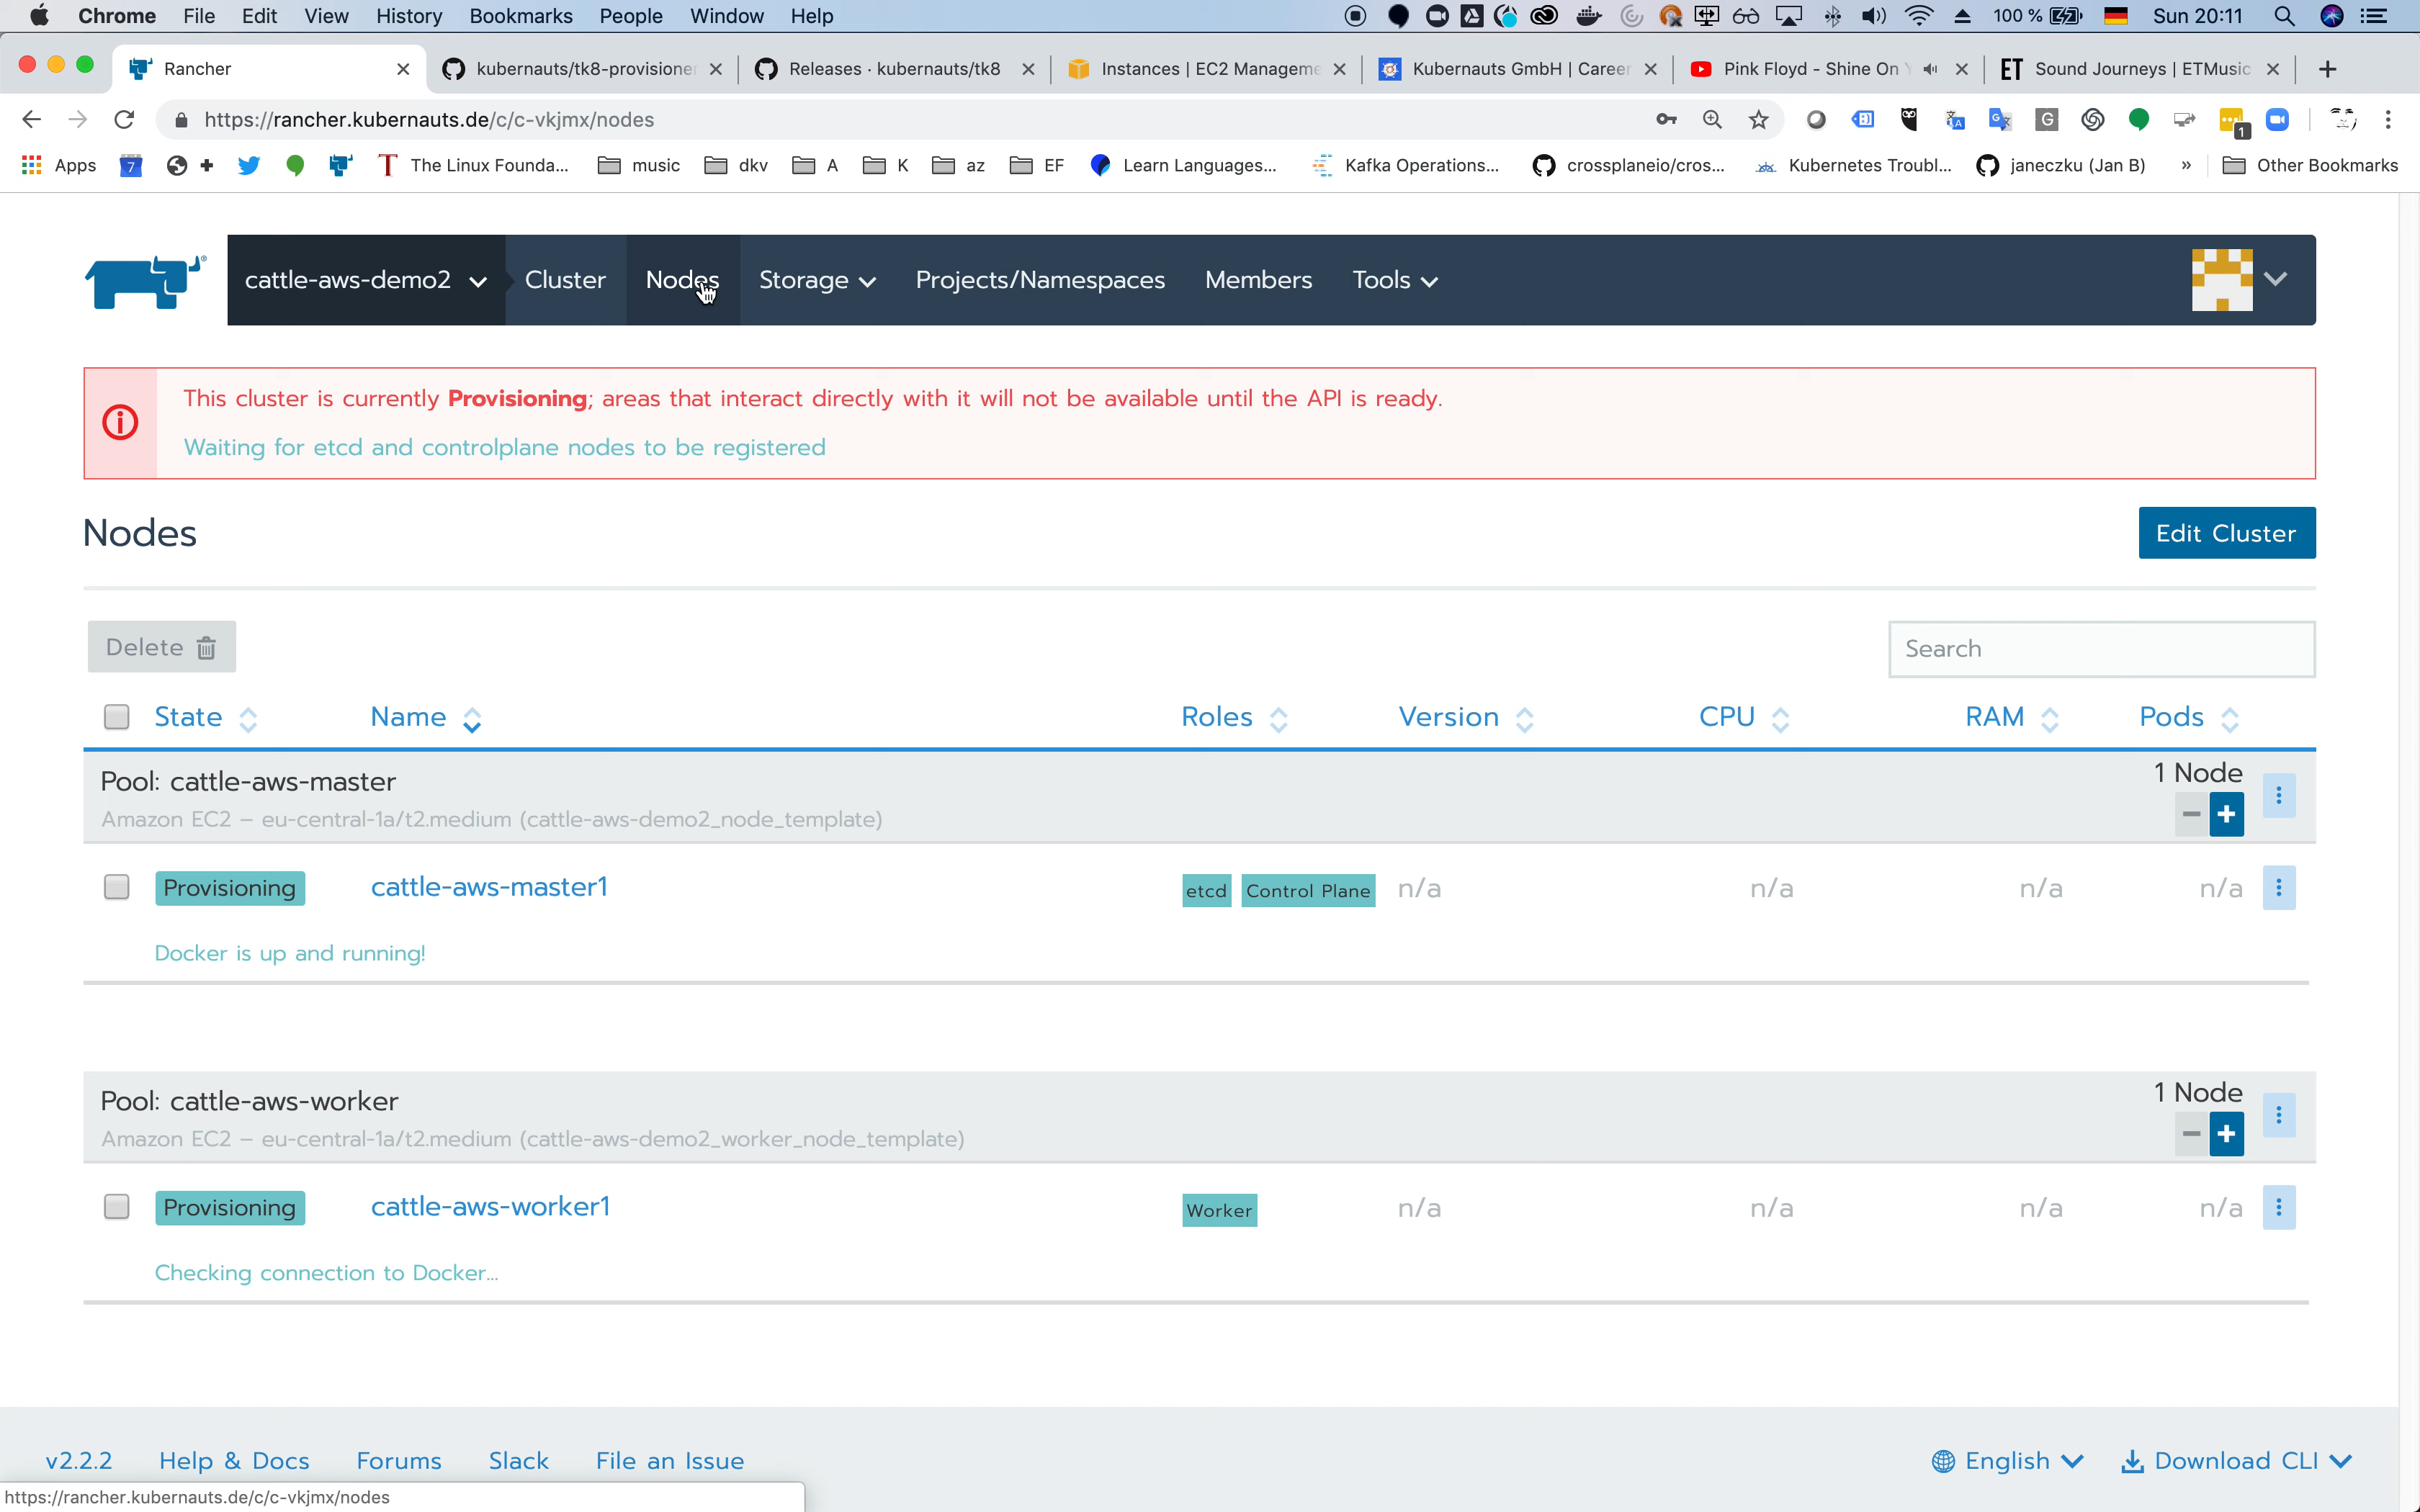 Chrome File Edit View History Bookmarks People Window Help 100 % Sun 20:11
Rancher kubernauts/tk8-provisioner Releases · kubernauts/tk8 Instances | EC2 Manageme Kubernauts GmbH | Career Pink Floyd - Shine On Y ET Sound Journeys | ETMusic
https://rancher.kubernauts.de/c/c-vkjmx/nodes 1
Apps 7 The Linux Founda... music dkv A K az EF Learn Languages... Kafka Operations... crossplaneio/cros... Kubernetes Troubl... janeczku (Jan B) » Other Bookmarks
cattle-aws-demo2 Cluster Nodes Storage Projects/Namespaces Members Tools
This cluster is currently Provisioning; areas that interact directly with it will not be available until the API is ready.
Waiting for etcd and controlplane nodes to be registered
Nodes Edit Cluster
Delete Search
State Name Roles Version CPU RAM Pods
Pool: cattle-aws-master 1 Node
Amazon EC2 – eu-central-1a/t2.medium (cattle-aws-demo2_node_template)
Provisioning cattle-aws-master1 etcd Control Plane n/a n/a n/a n/a
Docker is up and running!
Pool: cattle-aws-worker 1 Node
Amazon EC2 – eu-central-1a/t2.medium (cattle-aws-demo2_worker_node_template)
Provisioning cattle-aws-worker1 Worker n/a n/a n/a n/a
Checking connection to Docker...
v2.2.2 Help & Docs Forums Slack File an Issue English Download CLI
https://rancher.kubernauts.de/c/c-vkjmx/nodes